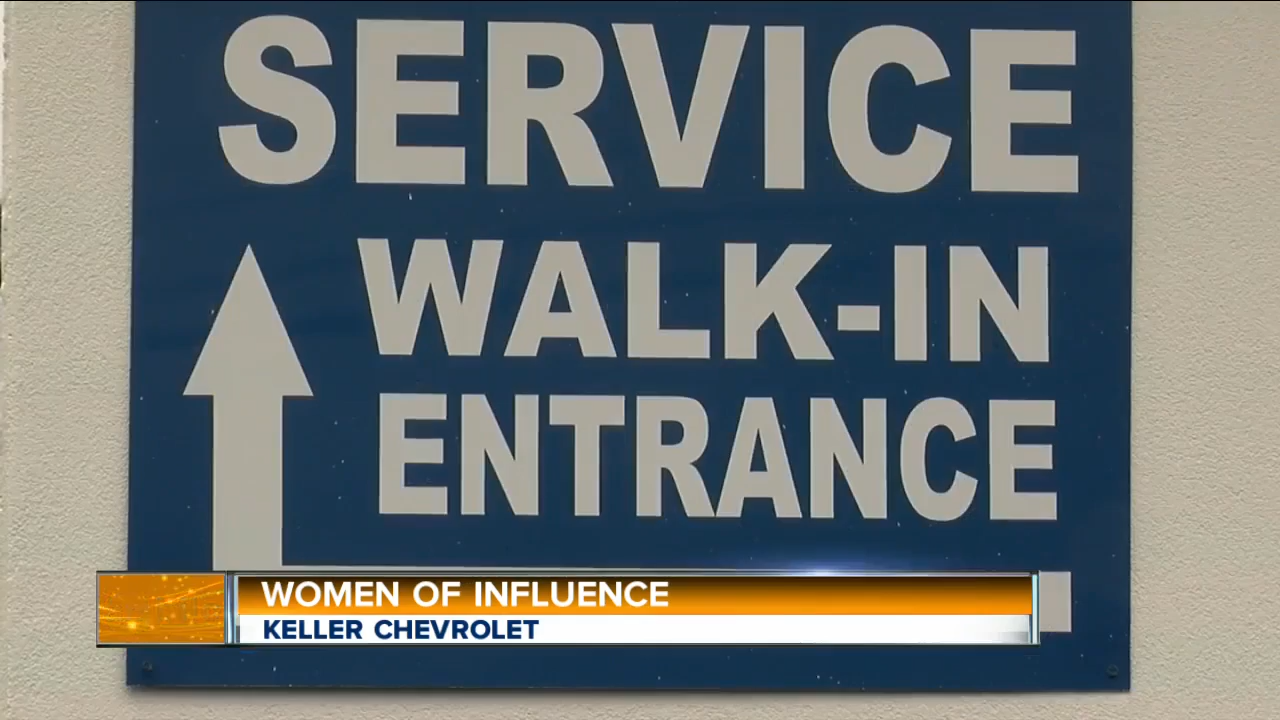 SERVICE
WALK-IN
ENTRANCE
WOMEN OF INFLUENCE
KELLER CHEVROLET